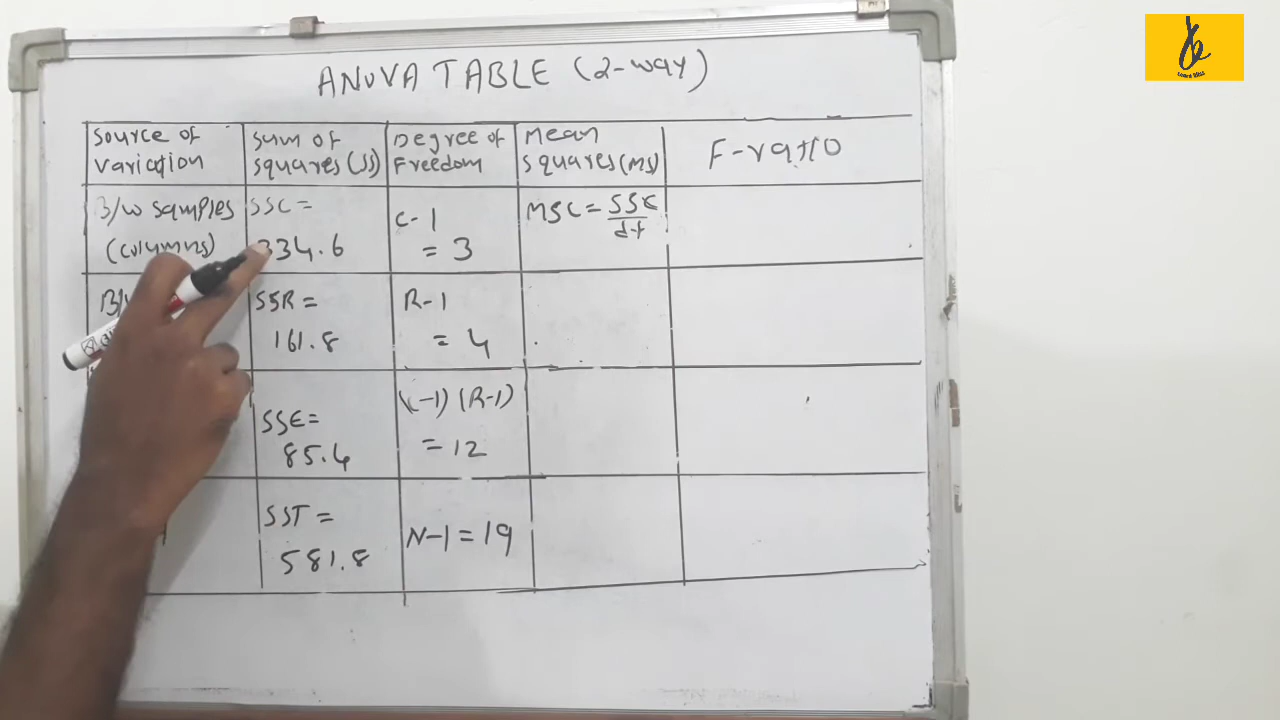 ANOVA TABLE (2-way)
Source of Variation
Sum of Squares (SS)
Degree of Freedom
Mean Squares (MS)
F-ratio
B/w samples (columns)
SSC = 334.6
C-1 = 3
MSC = SSC/df
B/
SSR = 161.8
R-1 = 4
SSE = 85.4
(C-1) (R-1) = 12
SST = 581.8
N-1 = 19
Learn Bliss